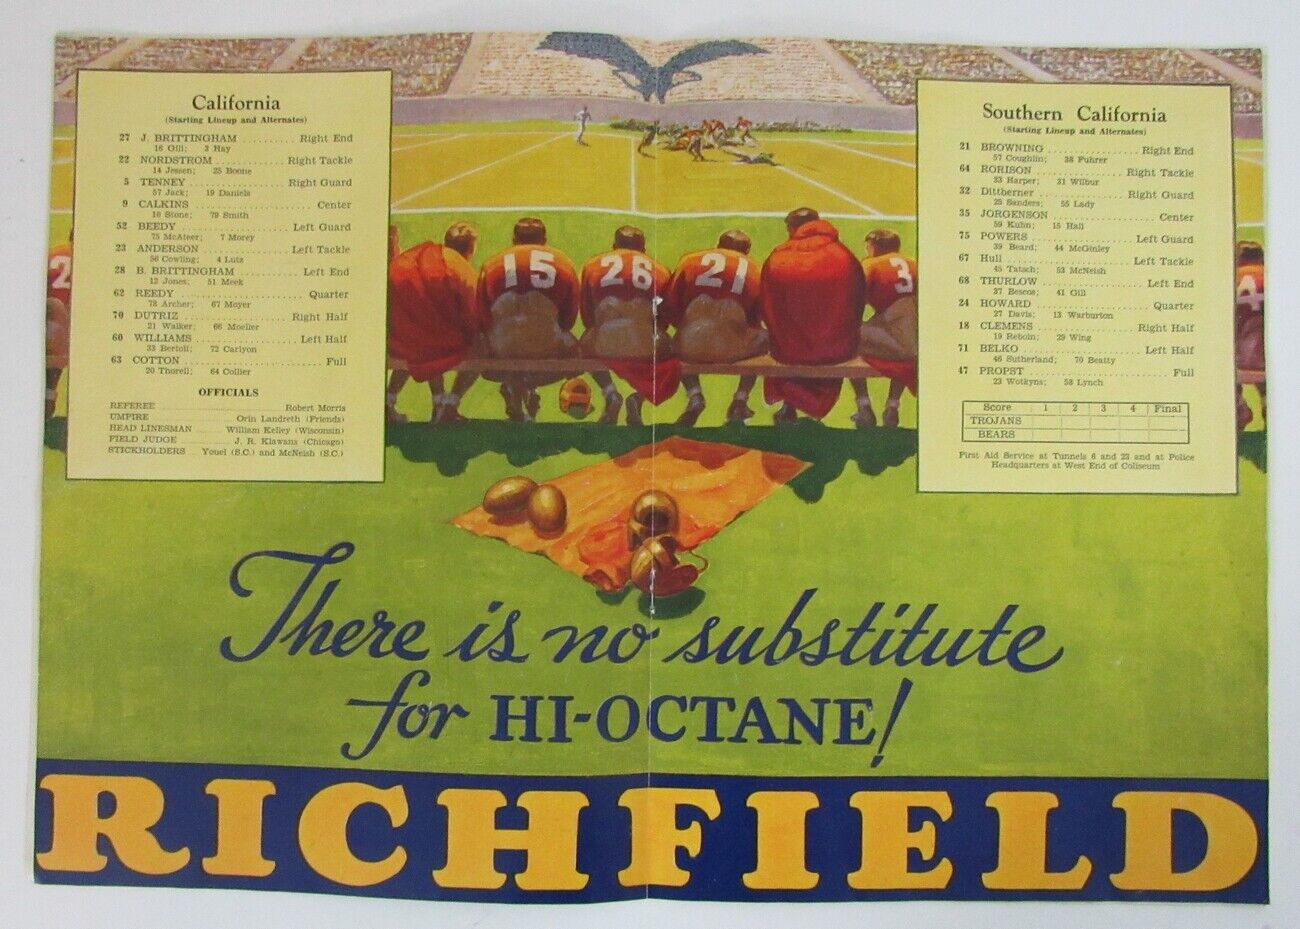 California
(Starting Lineup and Alternates)
27 J. BRITTINGHAM .......... Right End
16 Gill; 3 Hay
22 NORDSTROM .............. Right Tackle
14 Jessen; 25 Boone
5 TENNEY .................... Right Guard
57 Jack; 19 Daniels
9 CALKINS ........................ Center
10 Stone; 79 Smith
52 BEEDY ..................... Left Guard
75 McAteer; 7 Morey
23 ANDERSON ................ Left Tackle
56 Cowling; 4 Lutz
28 B. BRITTINGHAM ............ Left End
12 Jones; 51 Meek
62 REEDY ........................ Quarter
78 Archer; 67 Moyer
70 DUTRIZ .................... Right Half
21 Walker; 66 Moeller
60 WILLIAMS .................. Left Half
33 Bertoli; 72 Carlyon
63 COTTON .......................... Full
20 Thorell; 64 Collier
OFFICIALS
REFEREE Robert Morris
UMPIRE Orin Landreth (Friends)
HEAD LINESMAN William Kelley (Wisconsin)
FIELD JUDGE J. R. Klawans (Chicago)
STICKHOLDERS Youel (S.C.) and McNeish (S.C.)
Southern California
(Starting Lineup and Alternates)
21 BROWNING .................. Right End
57 Coughlin; 38 Fuhrer
64 RORISON ................ Right Tackle
33 Harper; 31 Wilbur
32 Dittberner ................ Right Guard
25 Sanders; 55 Lady
35 JORGENSON .................... Center
59 Kuhn; 15 Hall
75 POWERS .................... Left Guard
39 Beard; 44 McGinley
67 Hull ...................... Left Tackle
45 Tatsch; 53 McNeish
68 THURLOW .................... Left End
37 Bescos; 41 Gill
24 HOWARD ...................... Quarter
27 Davis; 13 Warburton
18 CLEMENS .................. Right Half
19 Reboin; 29 Wing
71 BELKO ...................... Left Half
46 Sutherland; 70 Beatty
47 PROPST .......................... Full
23 Wotkyns; 58 Lynch
Score 1 2 3 4 Final
TROJANS
BEARS
First Aid Service at Tunnels 6 and 23 and at Police
Headquarters at West End of Coliseum
2
15
26
21
3
4
There is no substitute
for HI-OCTANE!
RICHFIELD